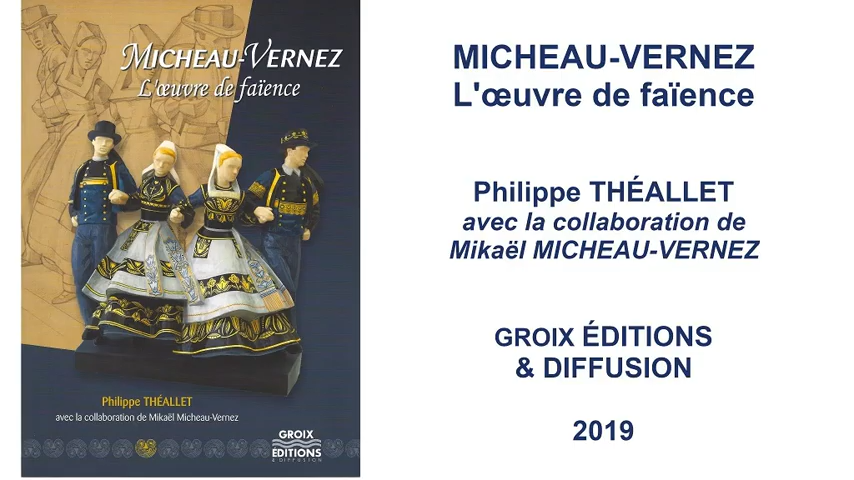 MICHEAU-VERNEZ
L'œuvre de faïence
Philippe THÉALLET
avec la collaboration de Mikaël Micheau-Vernez
GROIX
ÉDITIONS
& DIFFUSION
MICHEAU-VERNEZ
L'œuvre de faïence
Philippe THÉALLET
avec la collaboration de
Mikaël MICHEAU-VERNEZ
GROIX ÉDITIONS
& DIFFUSION
2019